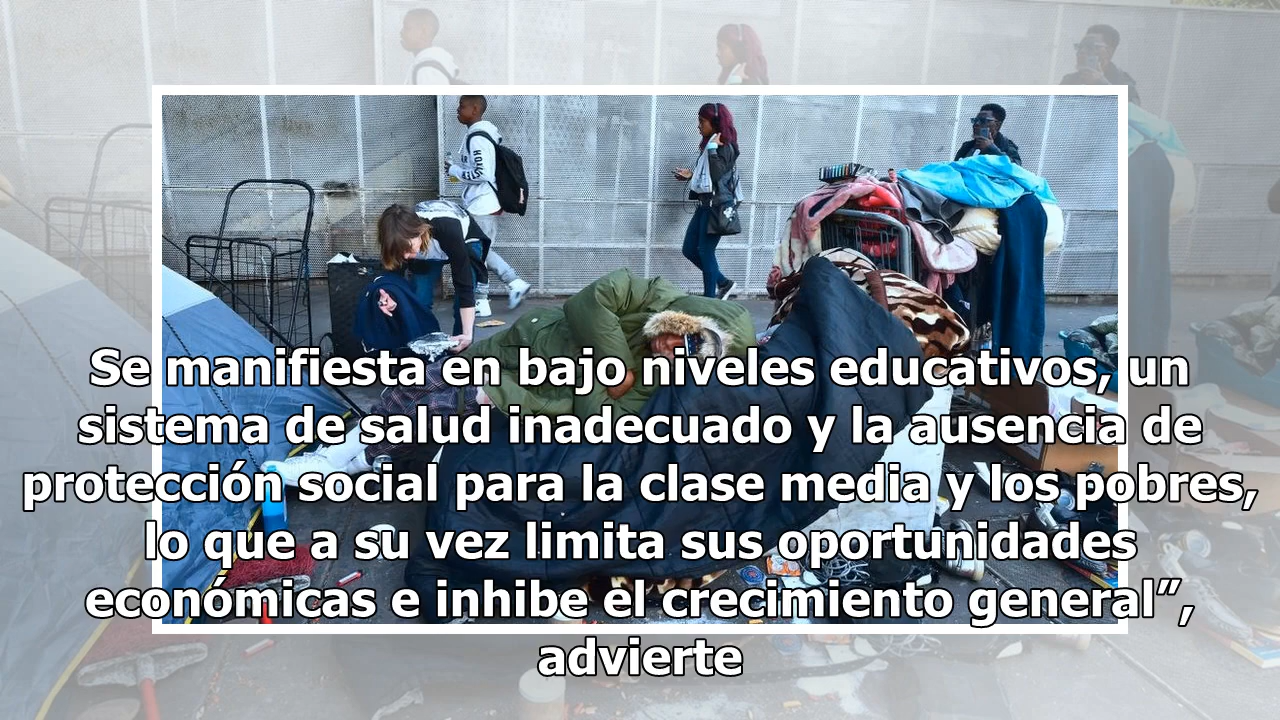 Se manifiesta en bajo niveles educativos, un
sistema de salud inadecuado y la ausencia de
protección social para la clase media y los pobres,
lo que a su vez limita sus oportunidades
económicas e inhibe el crecimiento general”,
advierte